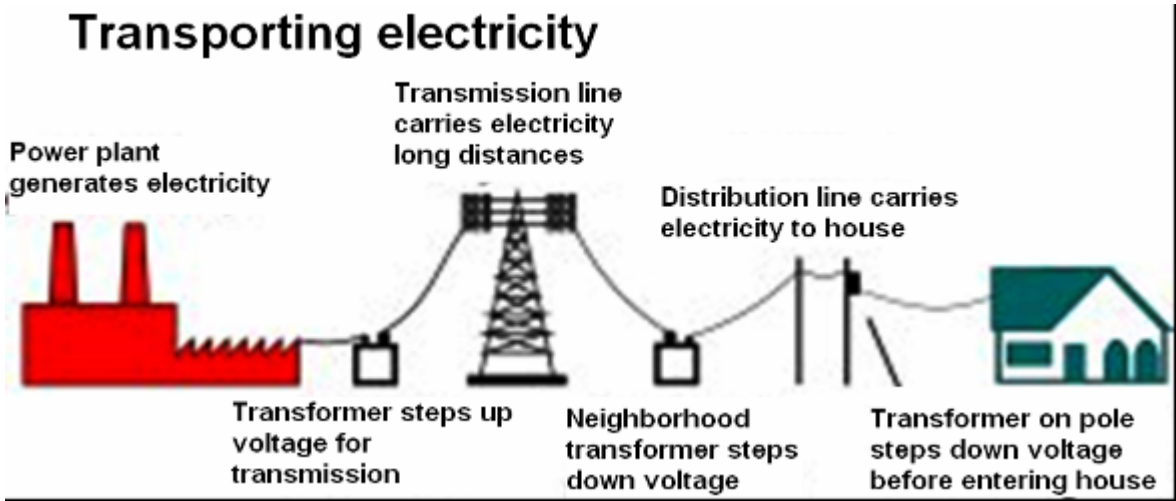 Transporting electricity
Transmission line
carries electricity
long distances
Power plant
generates electricity
Distribution line carries
electricity to house
Transformer steps up
voltage for
transmission
Neighborhood
transformer steps
down voltage
Transformer on pole
steps down voltage
before entering house